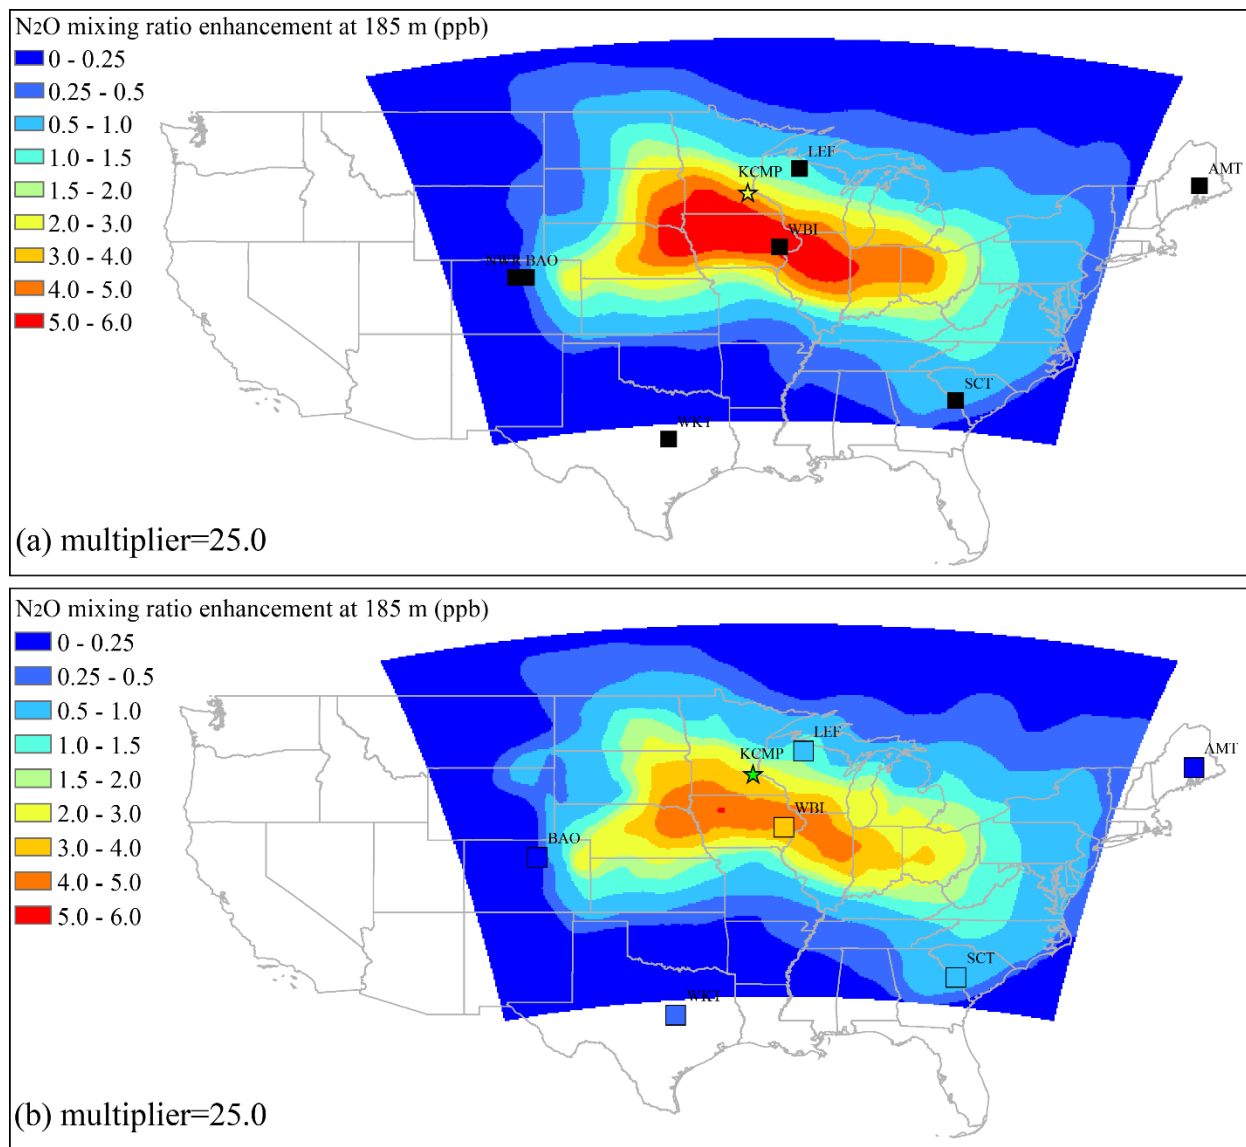 N2O mixing ratio enhancement at 185 m (ppb)
0 - 0.25
0.25 - 0.5
0.5 - 1.0
1.0 - 1.5
1.5 - 2.0
2.0 - 3.0
3.0 - 4.0
4.0 - 5.0
5.0 - 6.0
LEF
KCMP
AMT
WBI
NWR BAO
SCT
WKT
(a) multiplier=25.0
N2O mixing ratio enhancement at 185 m (ppb)
0 - 0.25
0.25 - 0.5
0.5 - 1.0
1.0 - 1.5
1.5 - 2.0
2.0 - 3.0
3.0 - 4.0
4.0 - 5.0
5.0 - 6.0
LEF
KCMP
AMT
WBI
BAO
SCT
WKT
(b) multiplier=25.0